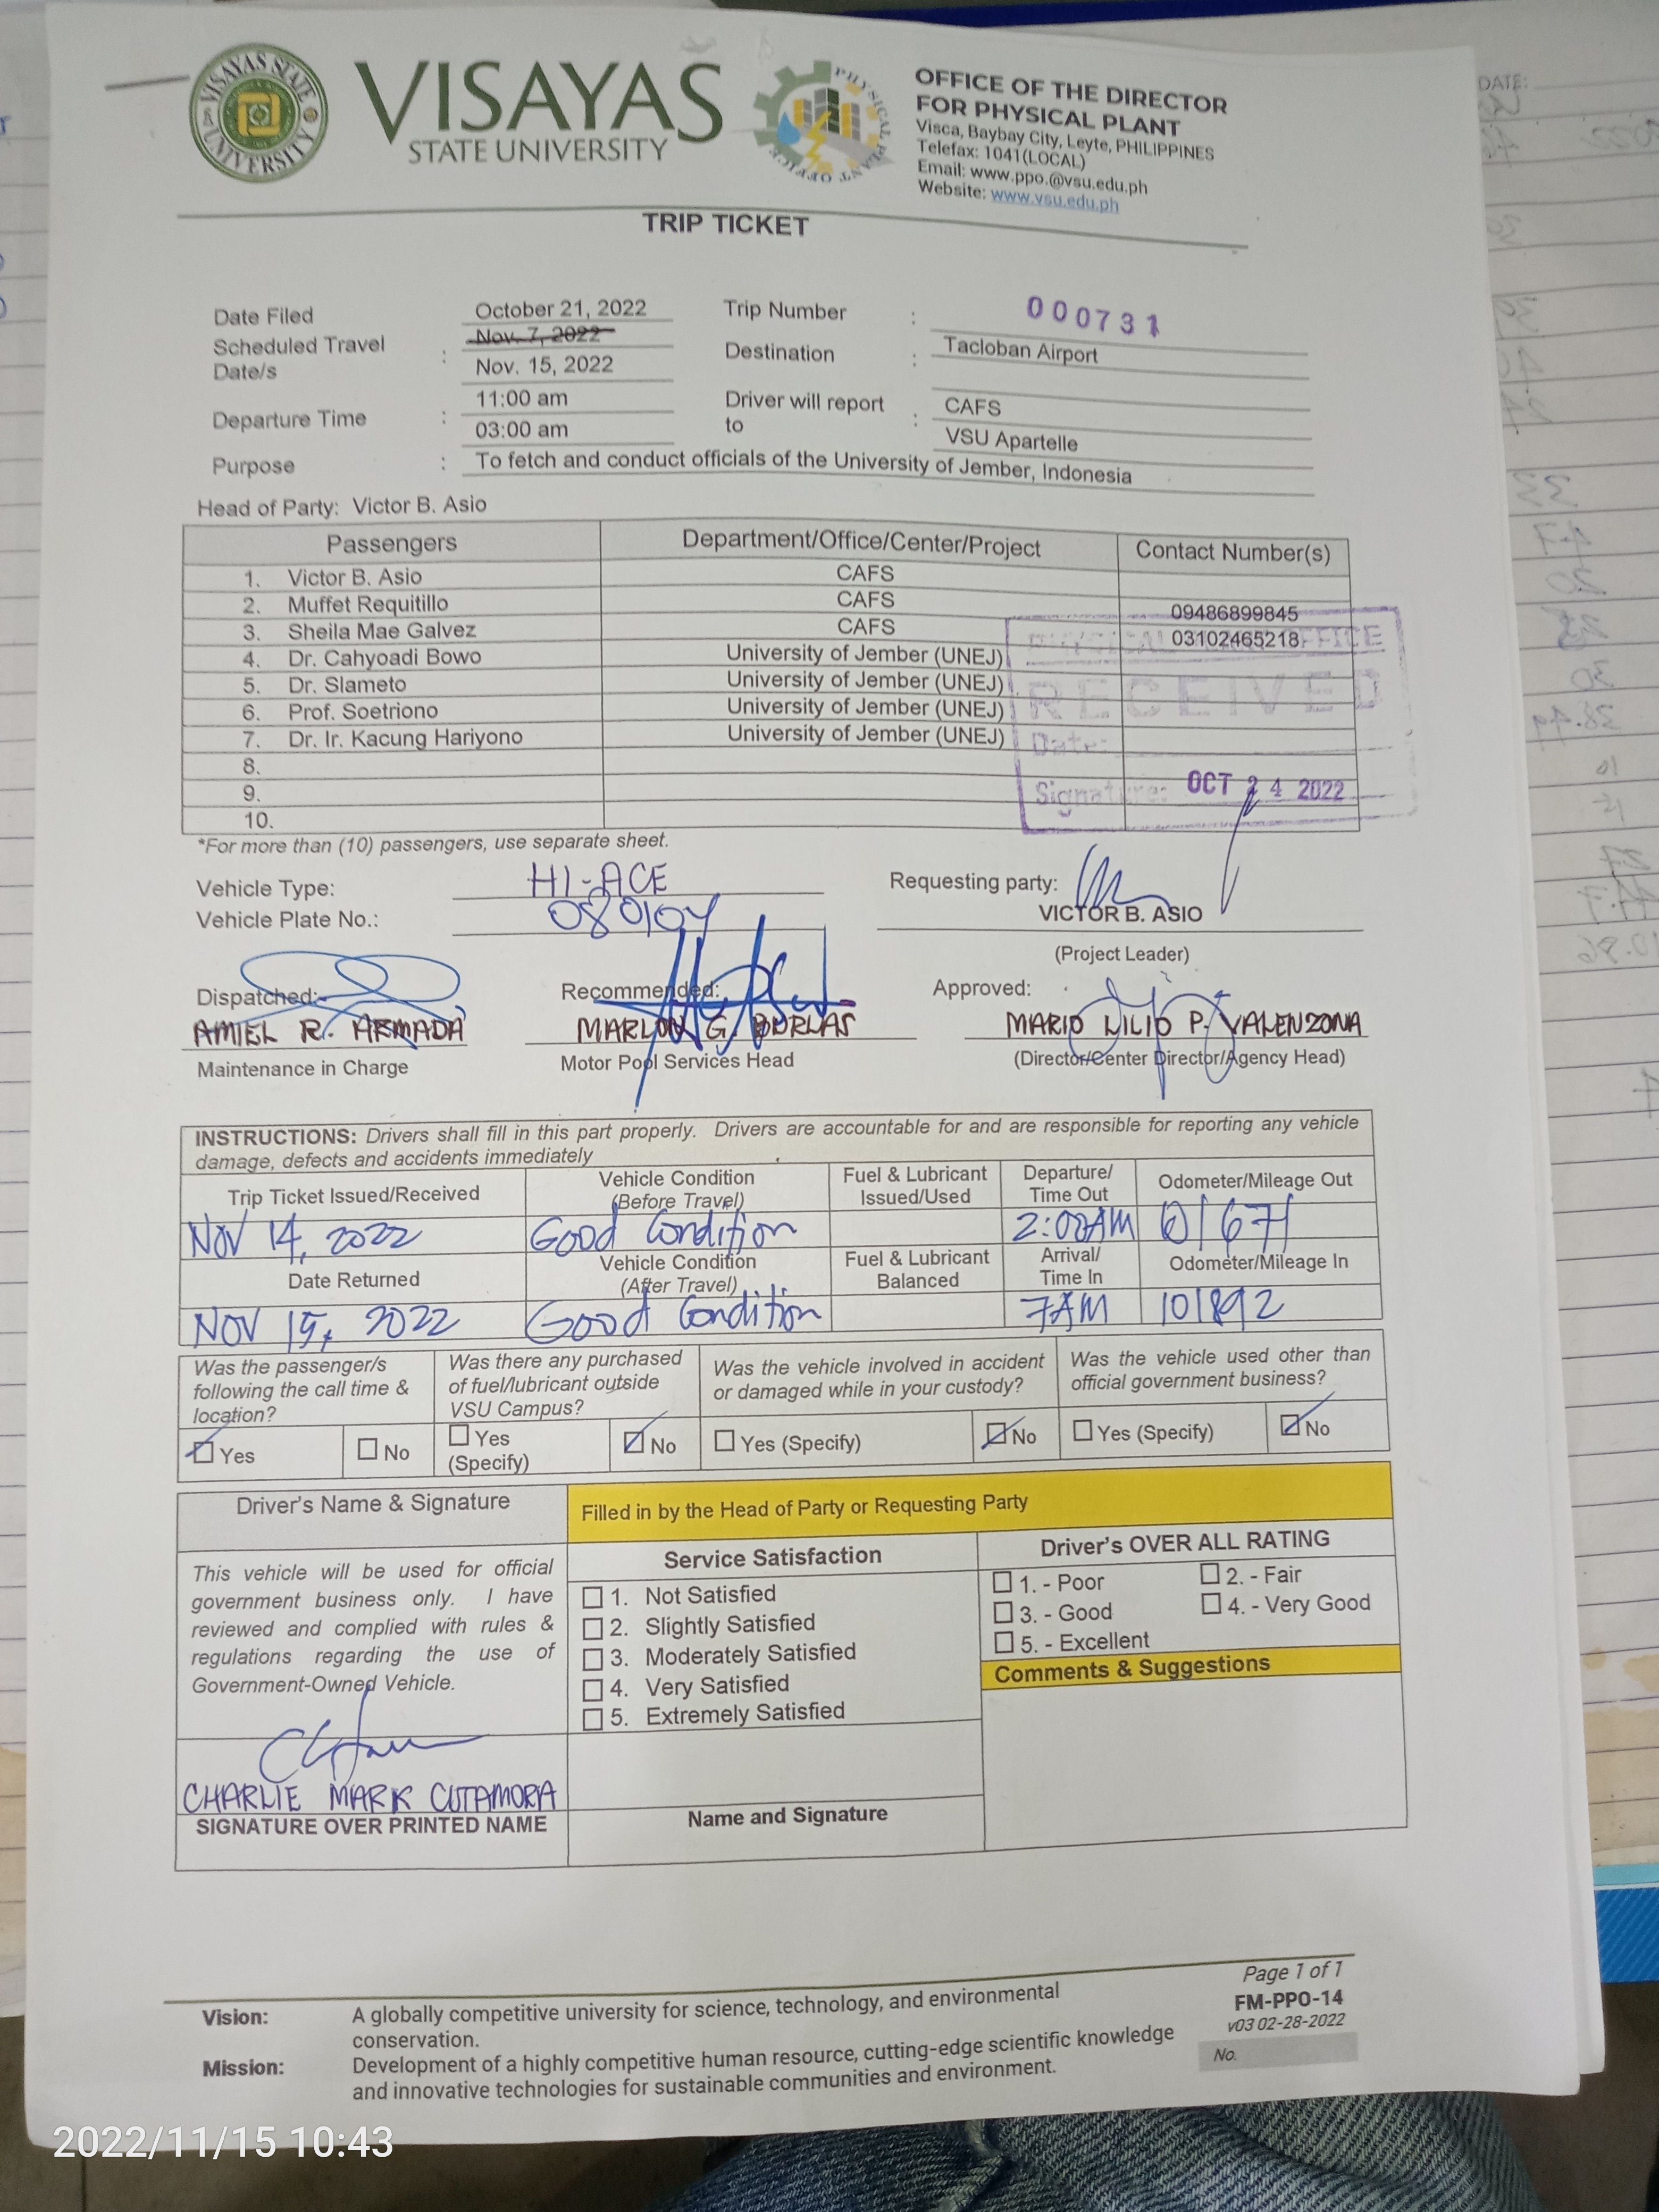 VISAYAS STATE UNIVERSITY
VISAYAS
STATE UNIVERSITY
PHYSICAL PLANT OFFICE
OFFICE OF THE DIRECTOR
FOR PHYSICAL PLANT
Visca, Baybay City, Leyte, PHILIPPINES
Telefax: 1041(LOCAL)
Email: www.ppo.@vsu.edu.ph
Website: www.vsu.edu.ph
TRIP TICKET
Date Filed October 21, 2022 Trip Number : 000731
Scheduled Travel Date/s : Nov. 7, 2022 Nov. 15, 2022 Destination : Tacloban Airport
Departure Time : 11:00 am 03:00 am Driver will report to : CAFS VSU Apartelle
Purpose : To fetch and conduct officials of the University of Jember, Indonesia
Head of Party: Victor B. Asio
Passengers Department/Office/Center/Project Contact Number(s)
1. Victor B. Asio CAFS
2. Muffet Requitillo CAFS 09486899845
3. Sheila Mae Galvez CAFS 03102465218
4. Dr. Cahyoadi Bowo University of Jember (UNEJ)
5. Dr. Slameto University of Jember (UNEJ)
6. Prof. Soetriono University of Jember (UNEJ)
7. Dr. Ir. Kacung Hariyono University of Jember (UNEJ)
8.
9.
10.
RECEIVED
Date:
OCT 24 2022
Signature:
*For more than (10) passengers, use separate sheet.
Vehicle Type: HI-ACE
Vehicle Plate No.: 080104
Requesting party:
VICTOR B. ASIO
(Project Leader)
Dispatched: Recommended: Approved:
AMIEL R. ARMADA MARLON G. BURLAS MARIO LILIO P. VALENZONA
Maintenance in Charge Motor Pool Services Head (Director/Center Director/Agency Head)
INSTRUCTIONS: Drivers shall fill in this part properly. Drivers are accountable for and are responsible for reporting any vehicle
damage, defects and accidents immediately
Trip Ticket Issued/Received Vehicle Condition (Before Travel) Fuel & Lubricant Issued/Used Departure/ Time Out Odometer/Mileage Out
NOV 14, 2022 Good Condition 2:00AM
Date Returned Vehicle Condition (After Travel) Fuel & Lubricant Balanced Arrival/ Time In Odometer/Mileage In
NOV 15, 2022 Good Condition 7AM 101892
Was the passenger/s following the call time & location?
Yes No
Was there any purchased of fuel/lubricant outside VSU Campus?
Yes (Specify) No
Was the vehicle involved in accident or damaged while in your custody?
Yes (Specify) No
Was the vehicle used other than official government business?
Yes (Specify) No
Driver's Name & Signature
Filled in by the Head of Party or Requesting Party
This vehicle will be used for official
government business only. I have
reviewed and complied with rules &
regulations regarding the use of
Government-Owned Vehicle.
CHARLIE MARK CUTAMORA
SIGNATURE OVER PRINTED NAME
Service Satisfaction
1. Not Satisfied
2. Slightly Satisfied
3. Moderately Satisfied
4. Very Satisfied
5. Extremely Satisfied
Name and Signature
Driver's OVER ALL RATING
1. - Poor 2. - Fair
3. - Good 4. - Very Good
5. - Excellent
Comments & Suggestions
Vision: A globally competitive university for science, technology, and environmental
conservation.
Mission: Development of a highly competitive human resource, cutting-edge scientific knowledge
and innovative technologies for sustainable communities and environment.
Page 1 of 1
FM-PPO-14
v03 02-28-2022
No.
DATE:
2022/11/15 10:43